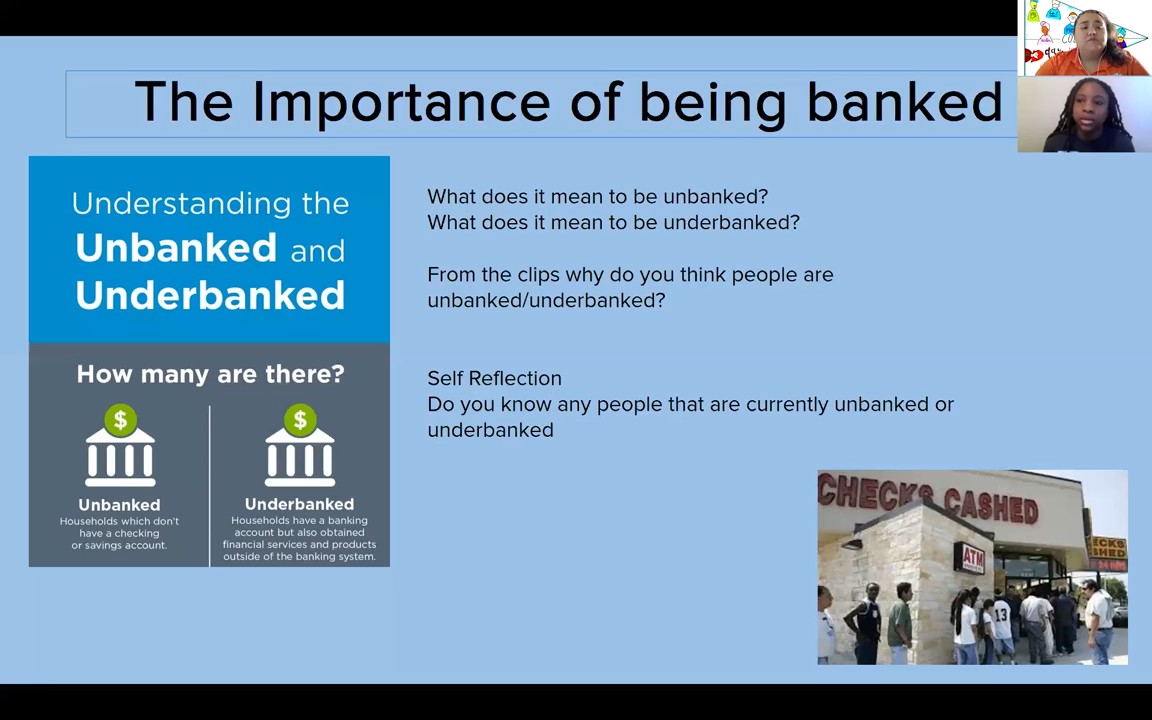 The Importance of being banked
Understanding the
Unbanked and
Underbanked
How many are there?
$
Unbanked
Households which don't
have a checking
or savings account.
$
Underbanked
Households have a banking
account but also obtained
financial services and products
outside of the banking system.
What does it mean to be unbanked?
What does it mean to be underbanked?
From the clips why do you think people are
unbanked/underbanked?
Self Reflection
Do you know any people that are currently unbanked or
underbanked
CHECKS CASHED
ATM
13